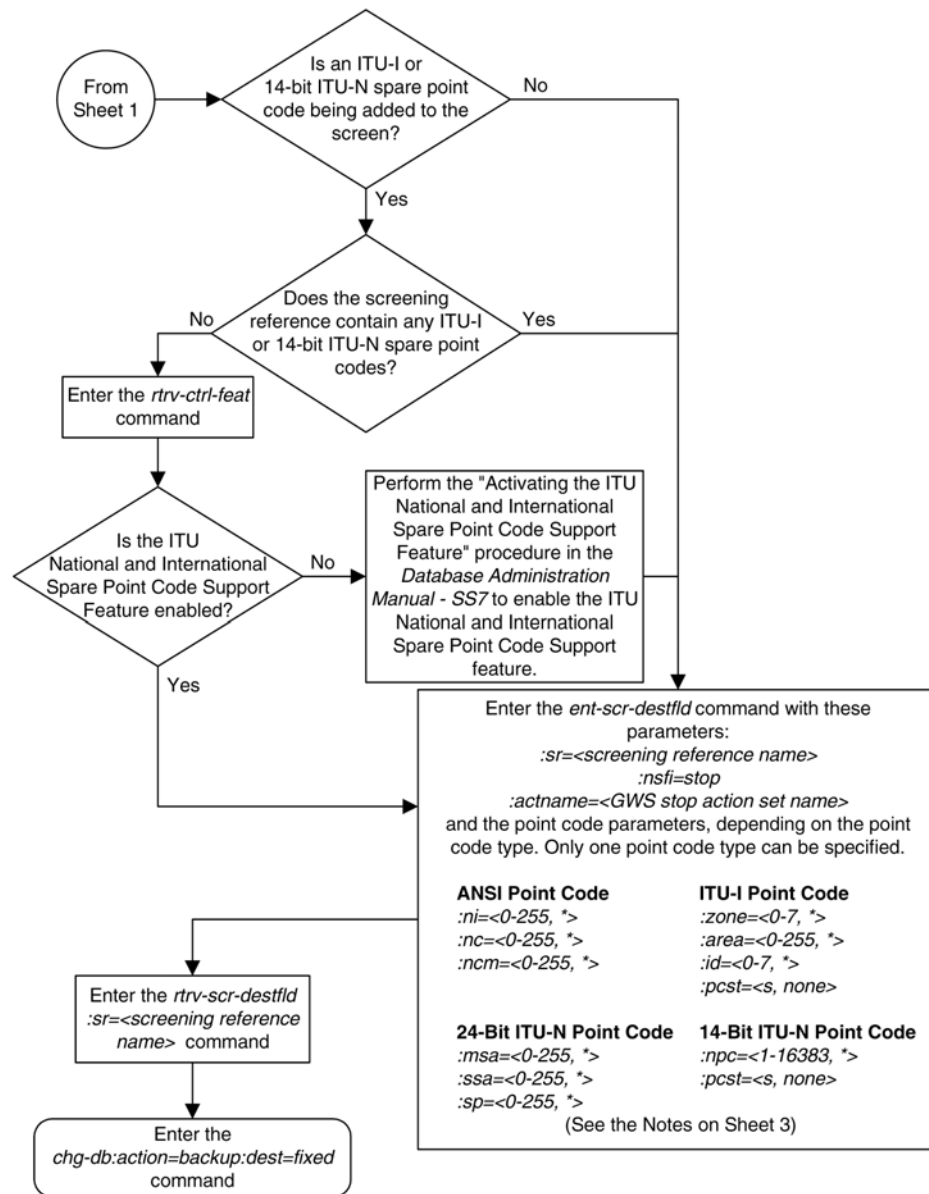 From
Sheet 1
Is an ITU-I or
14-bit ITU-N spare point
code being added to the
screen?
No
Yes
Does the screening
reference contain any ITU-I
or 14-bit ITU-N spare point
codes?
No
Yes
Enter the rtrv-ctrl-feat
command
Is the ITU
National and International
Spare Point Code Support
Feature enabled?
No
Yes
Perform the "Activating the ITU
National and International
Spare Point Code Support
Feature" procedure in the
Database Administration
Manual - SS7 to enable the ITU
National and International
Spare Point Code Support
feature.
Enter the ent-scr-destfld command with these
parameters:
:sr=<screening reference name>
:nsfi=stop
:actname=<GWS stop action set name>
and the point code parameters, depending on the point
code type. Only one point code type can be specified.
ANSI Point Code
:ni=<0-255, *>
:nc=<0-255, *>
:ncm=<0-255, *>
ITU-I Point Code
:zone=<0-7, *>
:area=<0-255, *>
:id=<0-7, *>
:pcst=<s, none>
24-Bit ITU-N Point Code
:msa=<0-255, *>
:ssa=<0-255, *>
:sp=<0-255, *>
14-Bit ITU-N Point Code
:npc=<1-16383, *>
:pcst=<s, none>
(See the Notes on Sheet 3)
Enter the rtrv-scr-destfld
:sr=<screening reference
name> command
Enter the
chg-db:action=backup:dest=fixed
command